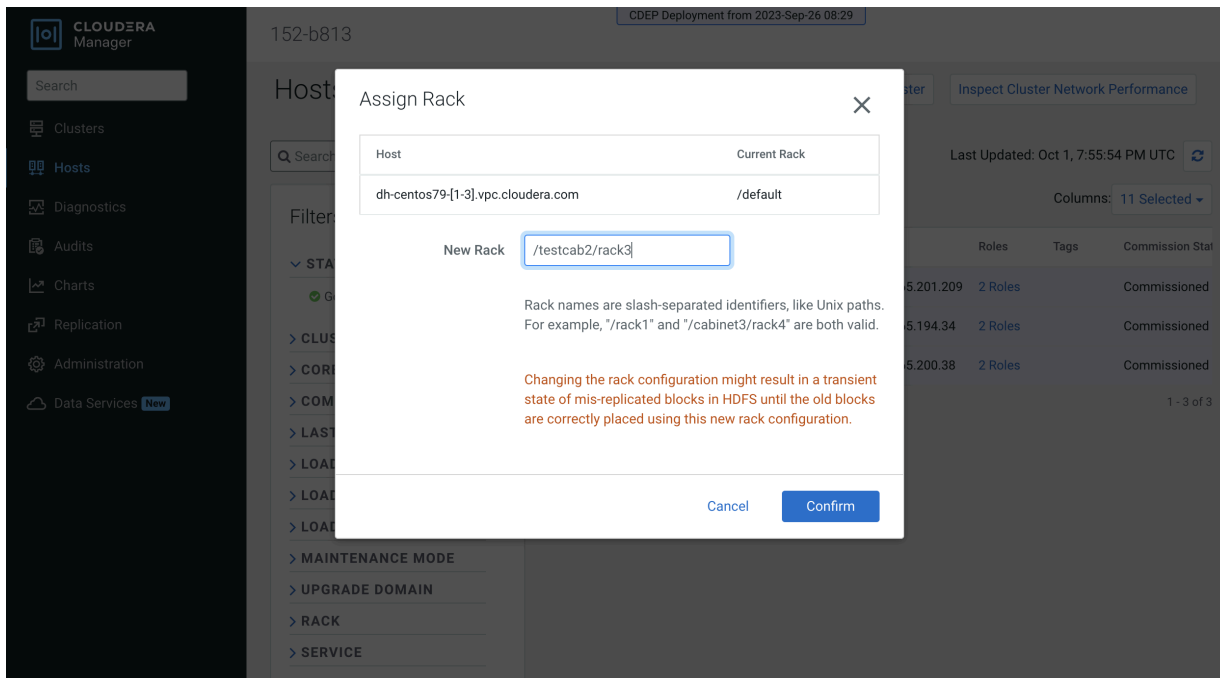 CLOUDERA
Manager
Search
Clusters
Hosts
Diagnostics
Audits
Charts
Replication
Administration
Data Services New
CDEP Deployment from 2023-Sep-26 08:29
152-b813
Hosts
Inspect Cluster Network Performance
Search
Last Updated: Oct 1, 7:55:54 PM UTC
Columns: 11 Selected
Filter
STA
CLUS
COR
COM
LAST
LOAD
LOAD
LOAD
MAINTENANCE MODE
UPGRADE DOMAIN
RACK
SERVICE
Roles Tags Commission Stat
5.201.209 2 Roles Commissioned
5.194.34 2 Roles Commissioned
5.200.38 2 Roles Commissioned
1 - 3 of 3
Assign Rack
Host Current Rack
dh-centos79-[1-3].vpc.cloudera.com /default
New Rack /testcab2/rack3
Rack names are slash-separated identifiers, like Unix paths.
For example, "/rack1" and "/cabinet3/rack4" are both valid.
Changing the rack configuration might result in a transient
state of mis-replicated blocks in HDFS until the old blocks
are correctly placed using this new rack configuration.
Cancel Confirm